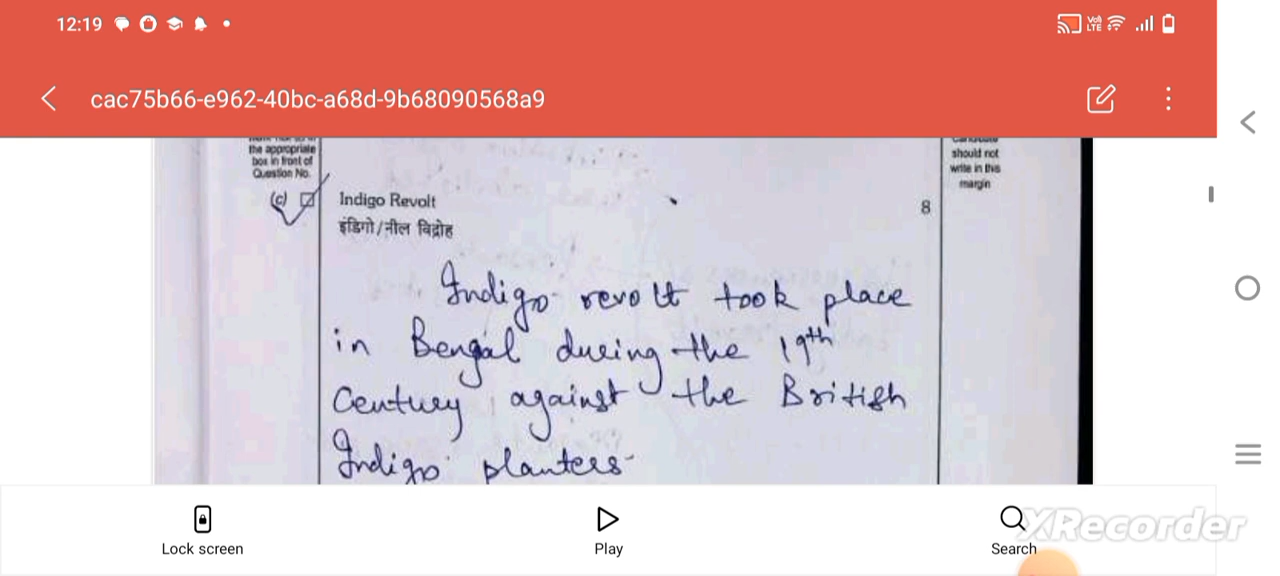 12:19
Vo) LTE
cac75b66-e962-40bc-a68d-9b68090568a9
the appropriate
box in front of
Question No.
should not
write in this
margin
(c) Indigo Revolt 8
इंडिगो/नील विद्रोह
Indigo revolt took place
in Bengal during the 19th
Century against the British
Indigo planters
Lock screen
Play
Search
XRecorder